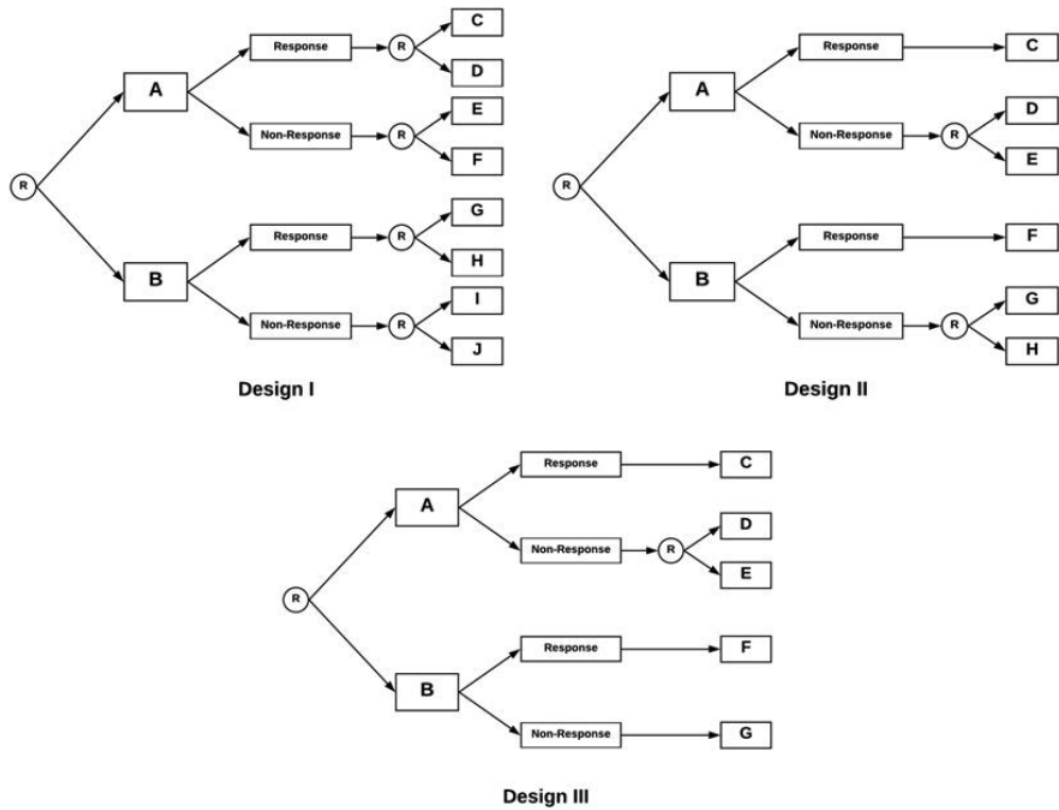 C
Response
R
D
A
E
Non-Response
R
F
R
G
Response
R
H
B
I
Non-Response
R
J
Design I
Response
C
A
D
Non-Response
R
E
R
Response
F
B
G
Non-Response
R
H
Design II
Response
C
A
D
Non-Response
R
E
R
Response
F
B
Non-Response
G
Design III